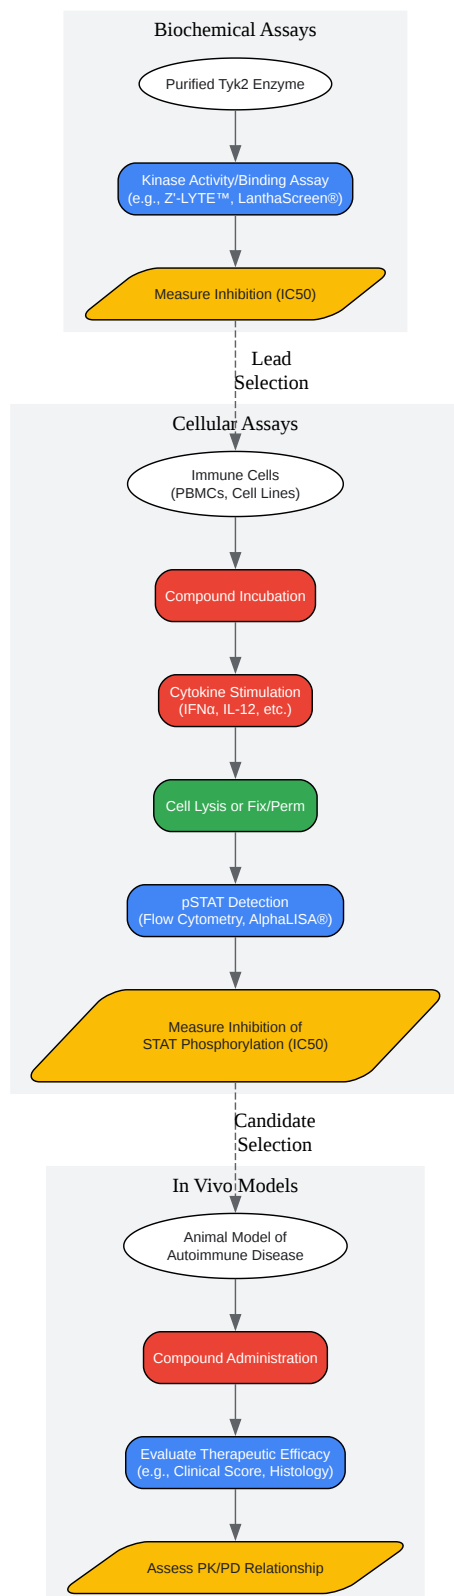 Biochemical Assays
Purified Tyk2 Enzyme
Kinase Activity/Binding Assay
(e.g., Z'-LYTE™, LanthaScreen®)
Measure Inhibition (IC50)
Lead
Selection
Cellular Assays
Immune Cells
(PBMCs, Cell Lines)
Compound Incubation
Cytokine Stimulation
(IFNα, IL-12, etc.)
Cell Lysis or Fix/Perm
pSTAT Detection
(Flow Cytometry, AlphaLISA®)
Measure Inhibition of
STAT Phosphorylation (IC50)
Candidate
Selection
In Vivo Models
Animal Model of
Autoimmune Disease
Compound Administration
Evaluate Therapeutic Efficacy
(e.g., Clinical Score, Histology)
Assess PK/PD Relationship